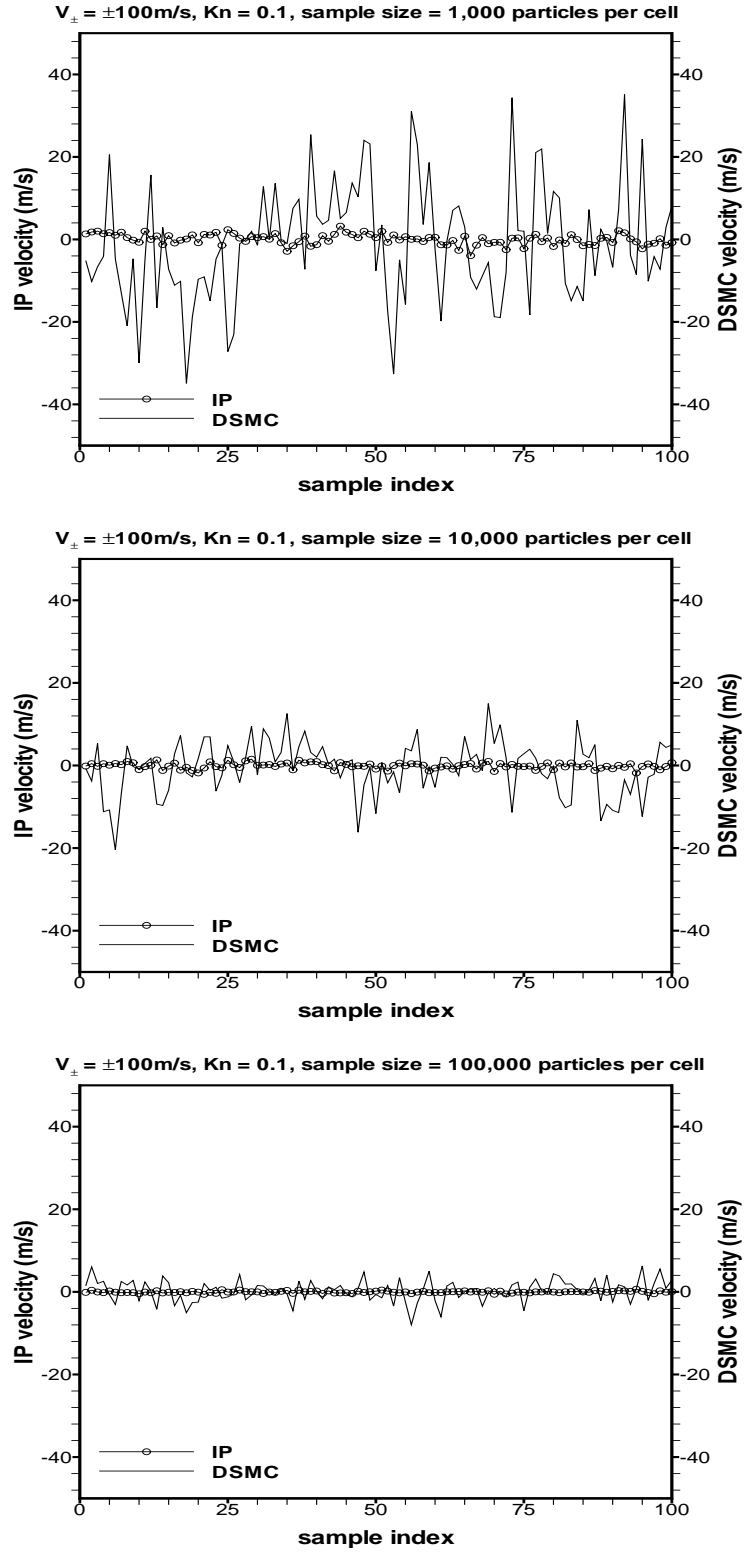 V± = ±100m/s, Kn = 0.1, sample size = 1,000 particles per cell
40
20
0
-20
-40
IP velocity (m/s)
40
20
0
-20
-40
DSMC velocity (m/s)
IP
DSMC
0
25
50
75
100
sample index
V± = ±100m/s, Kn = 0.1, sample size = 10,000 particles per cell
40
20
0
-20
-40
IP velocity (m/s)
40
20
0
-20
-40
DSMC velocity (m/s)
IP
DSMC
0
25
50
75
100
sample index
V± = ±100m/s, Kn = 0.1, sample size = 100,000 particles per cell
40
20
0
-20
-40
IP velocity (m/s)
40
20
0
-20
-40
DSMC velocity (m/s)
IP
DSMC
0
25
50
75
100
sample index